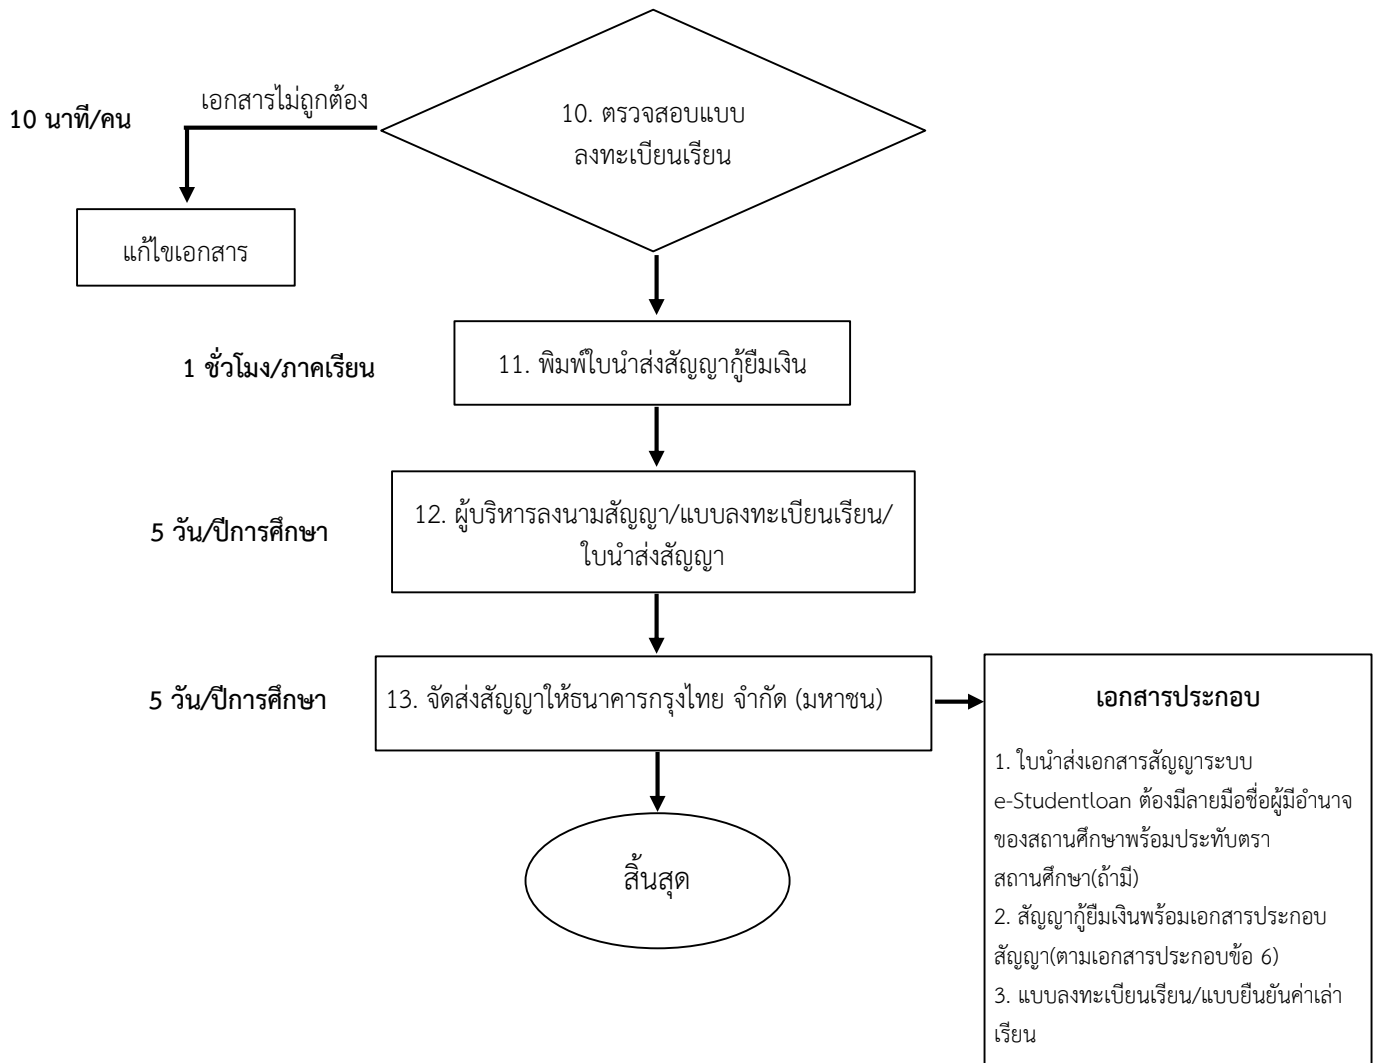 เอกสารไม่ถูกต้อง
10 นาที/คน
10. ตรวจสอบแบบ
ลงทะเบียนเรียน
แก้ไขเอกสาร
1 ชั่วโมง/ภาคเรียน
11. พิมพ์ใบนำส่งสัญญากู้ยืมเงิน
5 วัน/ปีการศึกษา
12. ผู้บริหารลงนามสัญญา/แบบลงทะเบียนเรียน/
ใบนำส่งสัญญา
5 วัน/ปีการศึกษา
13. จัดส่งสัญญาให้ธนาคารกรุงไทย จำกัด (มหาชน)
สิ้นสุด
เอกสารประกอบ
1. ใบนำส่งเอกสารสัญญาระบบ
e-Studentloan ต้องมีลายมือชื่อผู้มีอำนาจ
ของสถานศึกษาพร้อมประทับตรา
สถานศึกษา(ถ้ามี)
2. สัญญากู้ยืมเงินพร้อมเอกสารประกอบ
สัญญา(ตามเอกสารประกอบข้อ 6)
3. แบบลงทะเบียนเรียน/แบบยืนยันค่าเล่า
เรียน